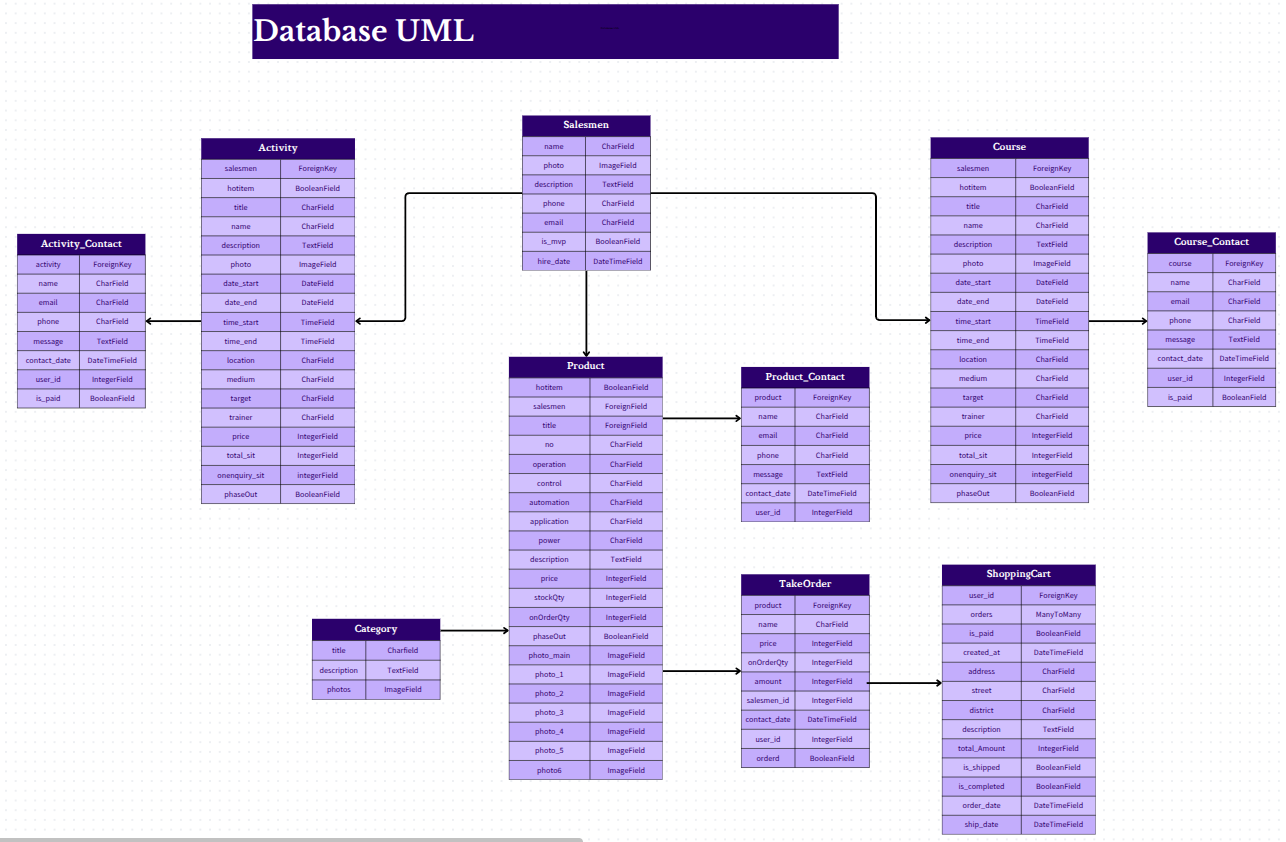 Database UML
Salesmen
name CharField
photo ImageField
description TextField
phone CharField
email CharField
is_mvp BooleanField
hire_date DateTimeField
Activity
salesmen ForeignKey
hotitem BooleanField
title CharField
name CharField
description TextField
photo ImageField
date_start DateField
date_end DateField
time_start TimeField
time_end TimeField
location CharField
medium CharField
target CharField
trainer CharField
price IntegerField
total_sit IntegerField
onenquiry_sit integerField
phaseOut BooleanField
Course
salesmen ForeignKey
hotitem BooleanField
title CharField
name CharField
description TextField
photo ImageField
date_start DateField
date_end DateField
time_start TimeField
time_end TimeField
location CharField
medium CharField
target CharField
trainer CharField
price IntegerField
total_sit IntegerField
onenquiry_sit integerField
phaseOut BooleanField
Activity_Contact
activity ForeignKey
name CharField
email CharField
phone CharField
message TextField
contact_date DateTimeField
user_id IntegerField
is_paid BooleanField
Course_Contact
course ForeignKey
name CharField
email CharField
phone CharField
message TextField
contact_date DateTimeField
user_id IntegerField
is_paid BooleanField
Product
hotitem BooleanField
salesmen ForeignField
title ForeignField
no CharField
operation CharField
control CharField
automation CharField
application CharField
power CharField
description TextField
price IntegerField
stockQty IntegerField
onOrderQty IntegerField
phaseOut BooleanField
photo_main ImageField
photo_1 ImageField
photo_2 ImageField
photo_3 ImageField
photo_4 ImageField
photo_5 ImageField
photo6 ImageField
Product_Contact
product ForeignKey
name CharField
email CharField
phone CharField
message TextField
contact_date DateTimeField
user_id IntegerField
Category
title Charfield
description TextField
photos ImageField
TakeOrder
product ForeignKey
name CharField
price IntegerField
onOrderQty IntegerField
amount IntegerField
salesmen_id IntegerField
contact_date DateTimeField
user_id IntegerField
orderd BooleanField
ShoppingCart
user_id ForeignKey
orders ManyToMany
is_paid BooleanField
created_at DateTimeField
address CharField
street CharField
district CharField
description TextField
total_Amount IntegerField
is_shipped BooleanField
is_completed BooleanField
order_date DateTimeField
ship_date DateTimeField